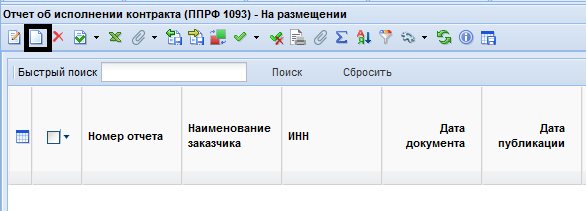 Отчет об исполнении контракта (ППРФ 1093) - На размещении
Быстрый поиск Поиск Сбросить
Номер отчета
Наименование
заказчика
ИНН
Дата
документа
Дата
публикации